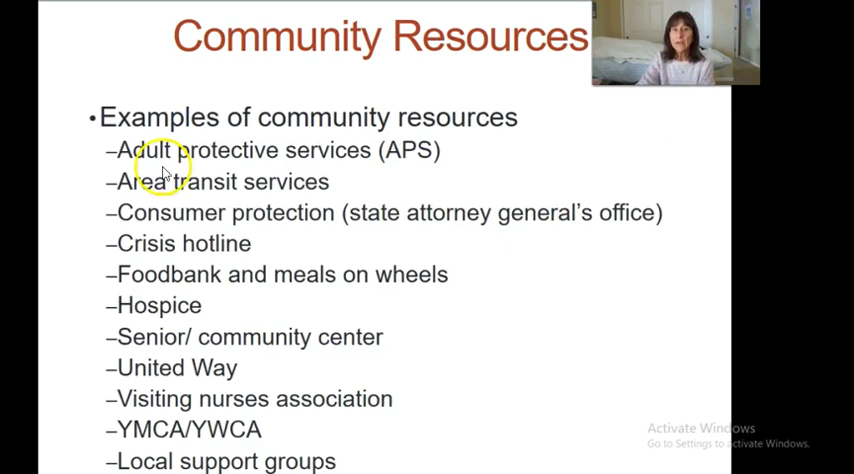 Community Resources
•Examples of community resources
–Adult protective services (APS)
–Area transit services
–Consumer protection (state attorney general’s office)
–Crisis hotline
–Foodbank and meals on wheels
–Hospice
–Senior/ community center
–United Way
–Visiting nurses association
–YMCA/YWCA
–Local support groups
Activate Windows
Go to Settings to Activate Windows.